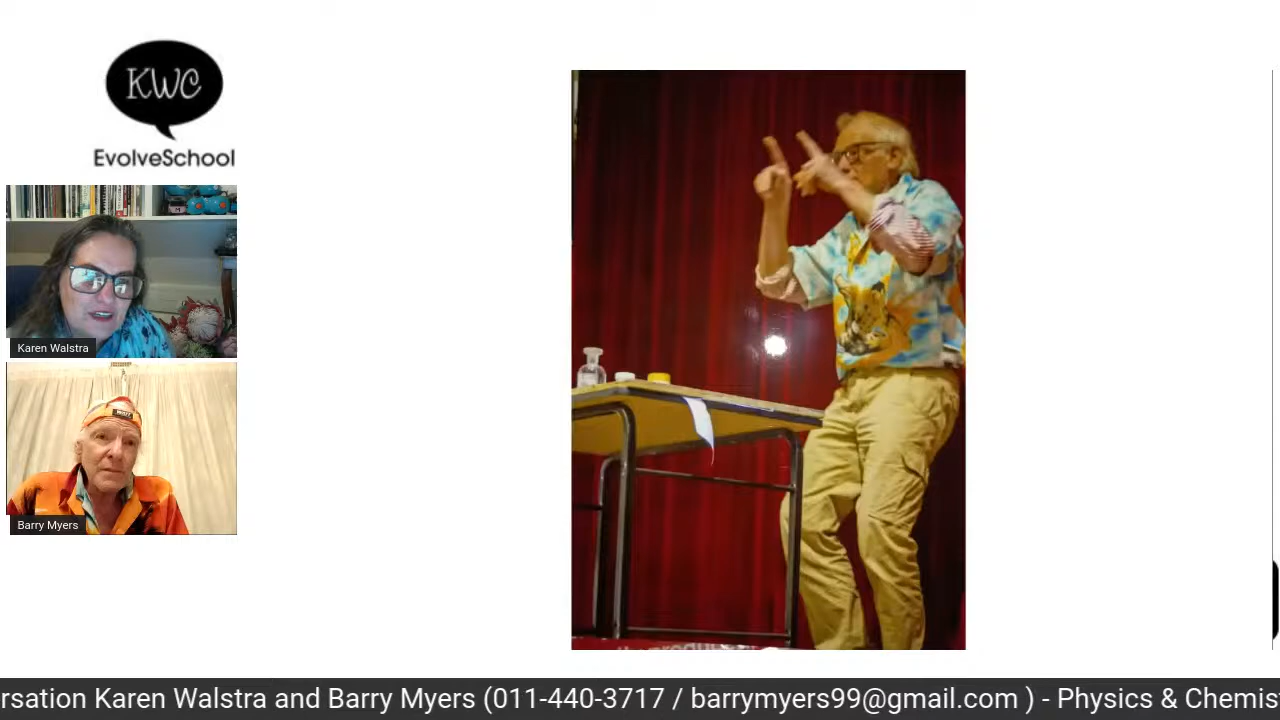 KWC
EvolveSchool
Karen Walstra
Barry Myers
rsation Karen Walstra and Barry Myers (011-440-3717 / barrymyers99@gmail.com ) - Physics & Chemis